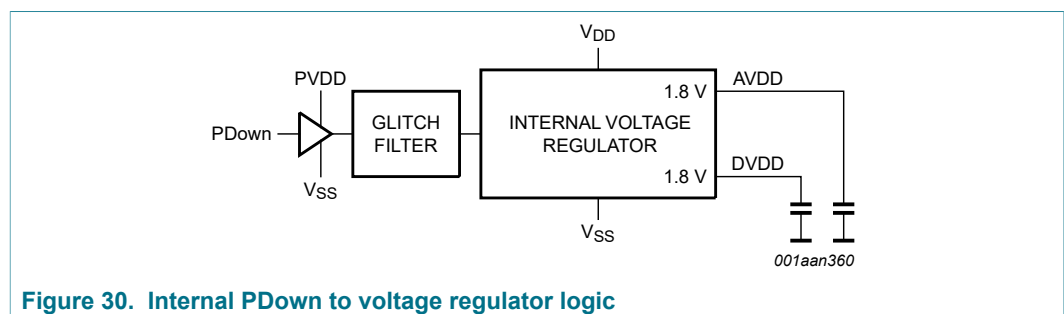 VDD
PVDD
PDown
VSS
GLITCH
FILTER
INTERNAL VOLTAGE
REGULATOR
1.8 V
AVDD
1.8 V
DVDD
VSS
001aan360
Figure 30. Internal PDown to voltage regulator logic